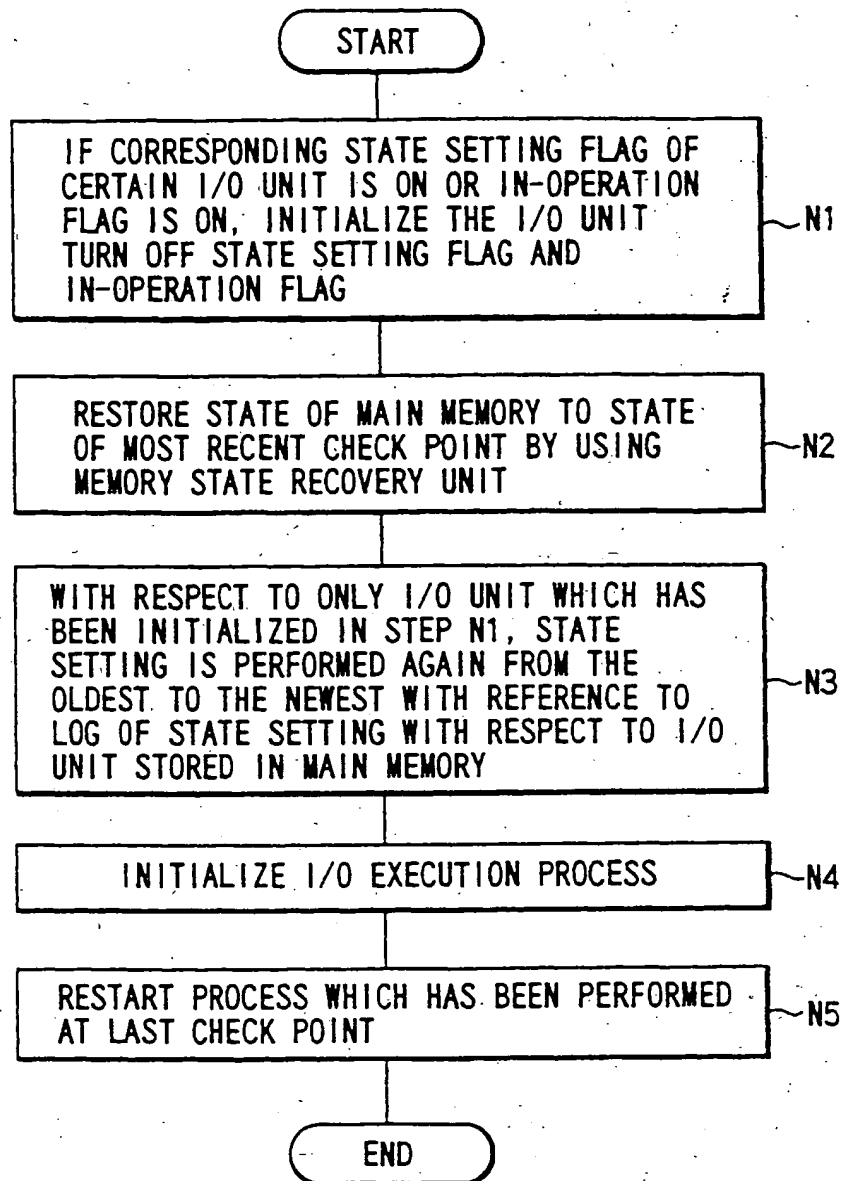 START
IF CORRESPONDING STATE SETTING FLAG OF
CERTAIN I/O UNIT IS ON OR IN-OPERATION
FLAG IS ON, INITIALIZE THE I/O UNIT
TURN OFF STATE SETTING FLAG AND
IN-OPERATION FLAG
N1
RESTORE STATE OF MAIN MEMORY TO STATE
OF MOST RECENT CHECK POINT BY USING
MEMORY STATE RECOVERY UNIT
N2
WITH RESPECT TO ONLY I/O UNIT WHICH HAS
BEEN INITIALIZED IN STEP N1, STATE
SETTING IS PERFORMED AGAIN FROM THE
OLDEST TO THE NEWEST WITH REFERENCE TO
LOG OF STATE SETTING WITH RESPECT TO I/O
UNIT STORED IN MAIN MEMORY
N3
INITIALIZE I/O EXECUTION PROCESS
N4
RESTART PROCESS WHICH HAS BEEN PERFORMED
AT LAST CHECK POINT
N5
END